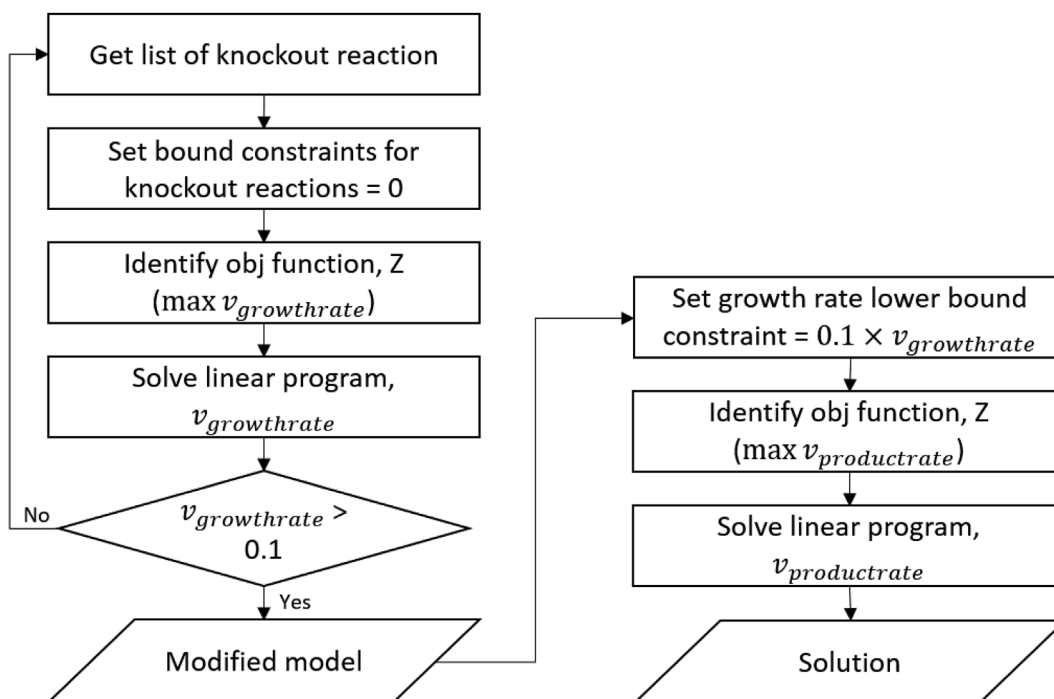 Get list of knockout reaction
Set bound constraints for
knockout reactions = 0
Identify obj function, Z
(max v_growthrate)
Solve linear program,
v_growthrate
v_growthrate >
0.1
No
Yes
Modified model
Set growth rate lower bound
constraint = 0.1 × v_growthrate
Identify obj function, Z
(max v_productrate)
Solve linear program,
v_productrate
Solution